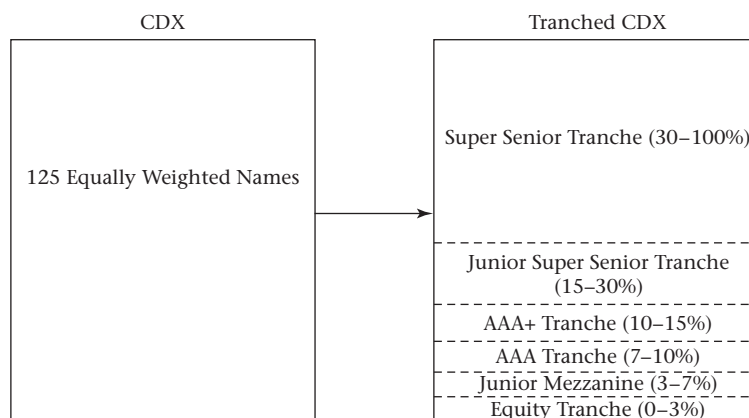 CDX
125 Equally Weighted Names
Tranched CDX
Super Senior Tranche (30–100%)
Junior Super Senior Tranche
(15–30%)
AAA+ Tranche (10–15%)
AAA Tranche (7–10%)
Junior Mezzanine (3–7%)
Equity Tranche (0–3%)